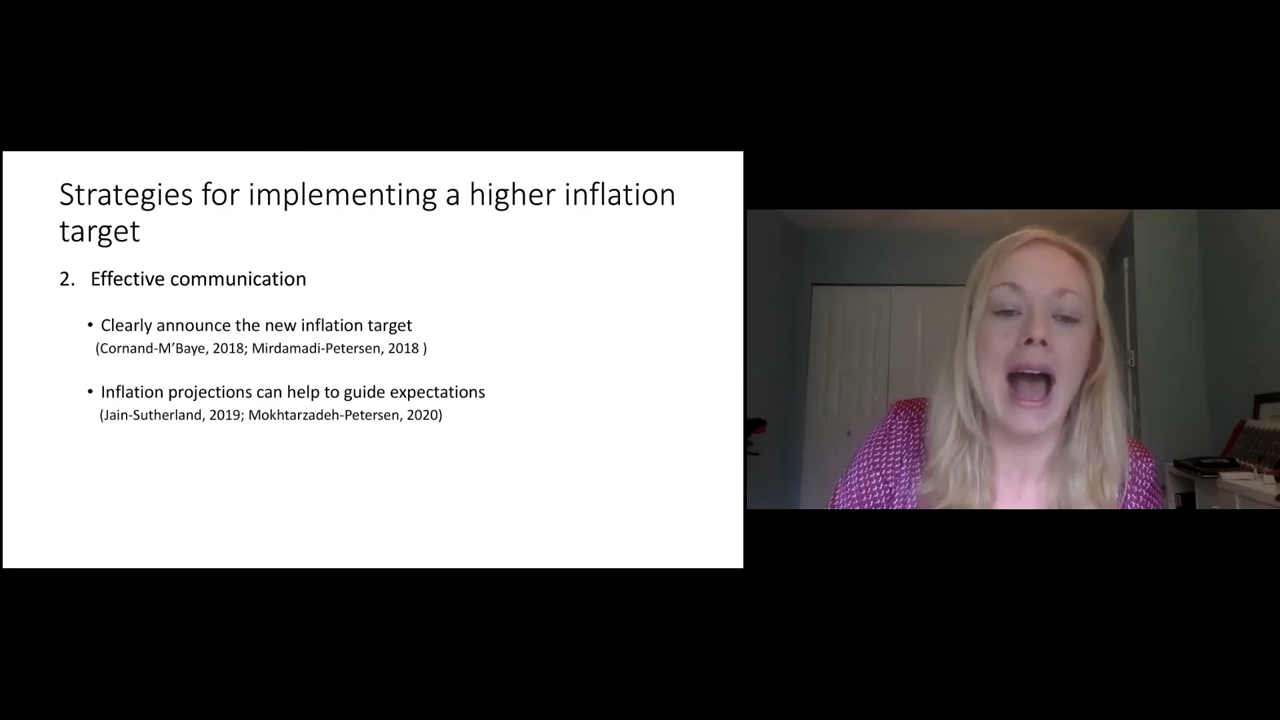 Strategies for implementing a higher inflation
target
2. Effective communication
• Clearly announce the new inflation target
(Cornand-M’Baye, 2018; Mirdamadi-Petersen, 2018 )
• Inflation projections can help to guide expectations
(Jain-Sutherland, 2019; Mokhtarzadeh-Petersen, 2020)